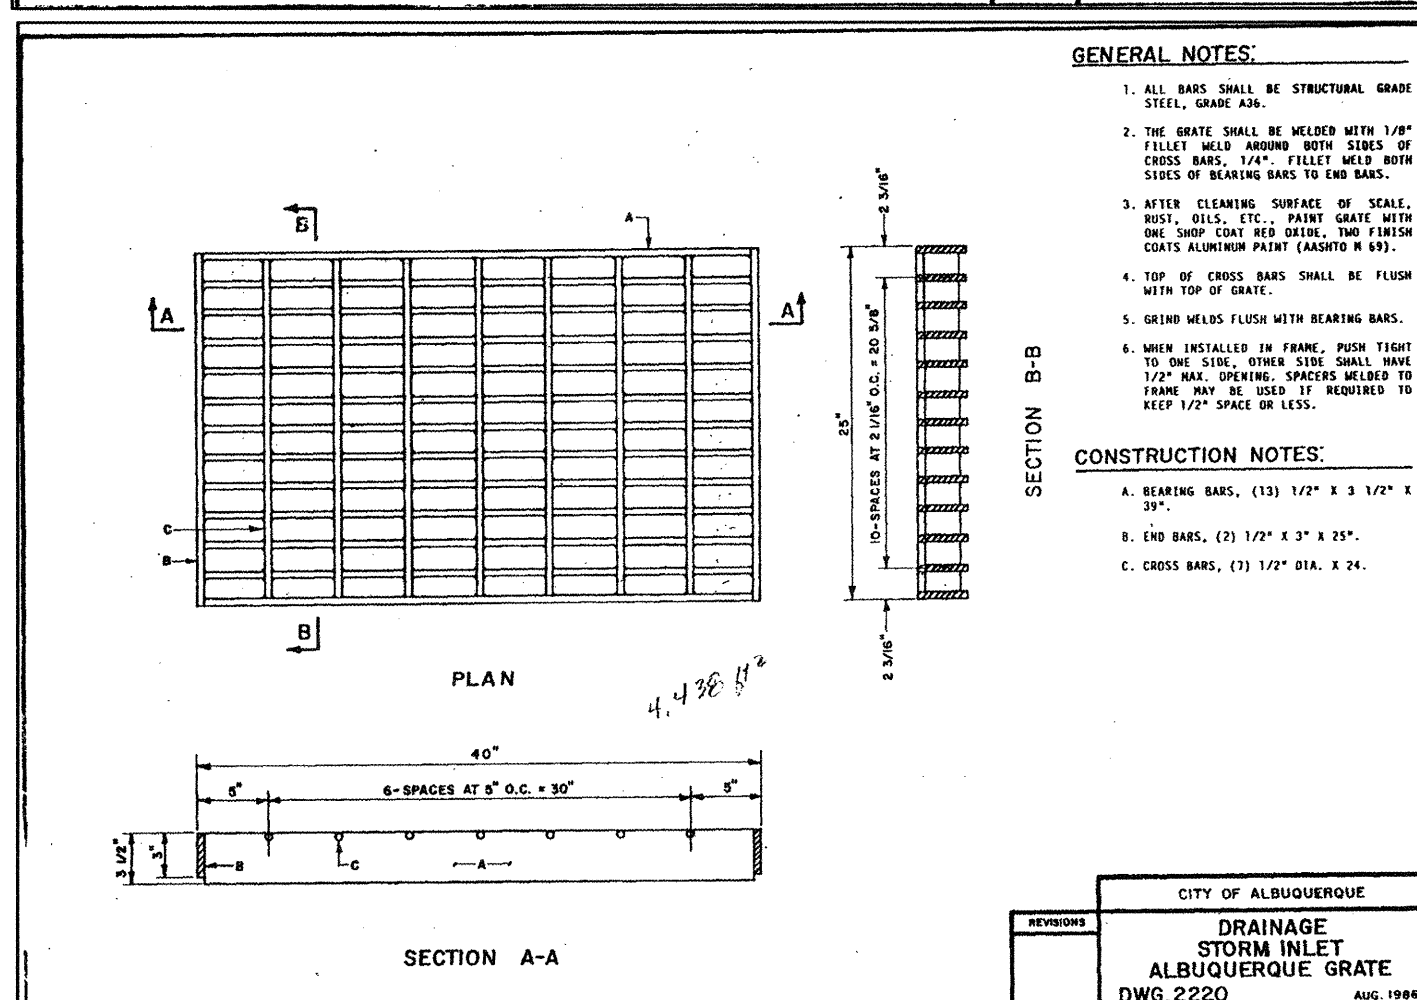 GENERAL NOTES:
1. ALL BARS SHALL BE STRUCTURAL GRADE
STEEL, GRADE A36.
2. THE GRATE SHALL BE WELDED WITH 1/8"
FILLET WELD AROUND BOTH SIDES OF
CROSS BARS, 1/4". FILLET WELD BOTH
SIDES OF BEARING BARS TO END BARS.
3. AFTER CLEANING SURFACE OF SCALE,
RUST, OILS, ETC., PAINT GRATE WITH
ONE SHOP COAT RED OXIDE, TWO FINISH
COATS ALUMINUM PAINT (AASHTO M 69).
4. TOP OF CROSS BARS SHALL BE FLUSH
WITH TOP OF GRATE.
5. GRIND WELDS FLUSH WITH BEARING BARS.
6. WHEN INSTALLED IN FRAME, PUSH TIGHT
TO ONE SIDE, OTHER SIDE SHALL HAVE
1/2" MAX. OPENING. SPACERS WELDED TO
FRAME MAY BE USED IF REQUIRED TO
KEEP 1/2" SPACE OR LESS.
CONSTRUCTION NOTES:
A. BEARING BARS, (13) 1/2" X 3 1/2" X
39".
B. END BARS, (2) 1/2" X 3" X 25".
C. CROSS BARS, (7) 1/2" DIA. X 24.
B
A
A
A
C
B
B
PLAN
4.438 ft²
2 3/16"
25"
10-SPACES AT 2 1/16" O.C. = 20 5/8"
2 3/16"
SECTION B-B
40"
5"
6-SPACES AT 5" O.C. = 30"
5"
3 1/2"
3"
B
C
A
SECTION A-A
CITY OF ALBUQUERQUE
REVISIONS
DRAINAGE
STORM INLET
ALBUQUERQUE GRATE
DWG. 2220 AUG. 1986